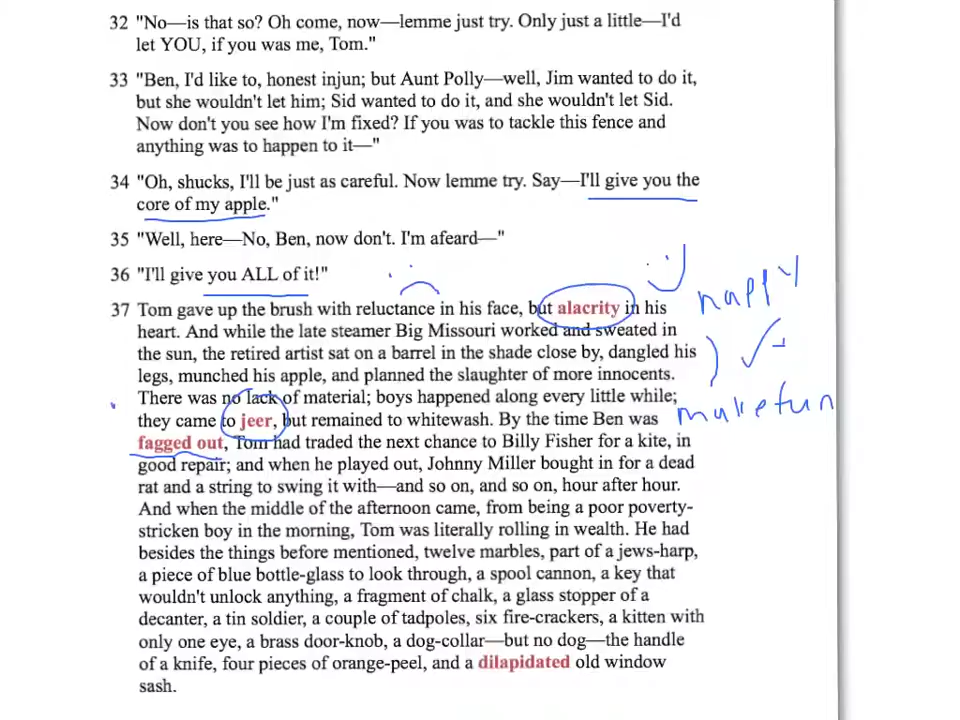 32 "No—is that so? Oh come, now—lemme just try. Only just a little—I'd
let YOU, if you was me, Tom."
33 "Ben, I'd like to, honest injun; but Aunt Polly—well, Jim wanted to do it,
but she wouldn't let him; Sid wanted to do it, and she wouldn't let Sid.
Now don't you see how I'm fixed? If you was to tackle this fence and
anything was to happen to it—"
34 "Oh, shucks, I'll be just as careful. Now lemme try. Say—I'll give you the
core of my apple."
35 "Well, here—No, Ben, now don't. I'm afeard—"
36 "I'll give you ALL of it!"
happy
37 Tom gave up the brush with reluctance in his face, but alacrity in his
heart. And while the late steamer Big Missouri worked and sweated in
the sun, the retired artist sat on a barrel in the shade close by, dangled his
legs, munched his apple, and planned the slaughter of more innocents.
There was no lack of material; boys happened along every little while;
they came to jeer, but remained to whitewash. By the time Ben was
make fun
fagged out, Tom had traded the next chance to Billy Fisher for a kite, in
good repair; and when he played out, Johnny Miller bought in for a dead
rat and a string to swing it with—and so on, and so on, hour after hour.
And when the middle of the afternoon came, from being a poor poverty-
stricken boy in the morning, Tom was literally rolling in wealth. He had
besides the things before mentioned, twelve marbles, part of a jews-harp,
a piece of blue bottle-glass to look through, a spool cannon, a key that
wouldn't unlock anything, a fragment of chalk, a glass stopper of a
decanter, a tin soldier, a couple of tadpoles, six fire-crackers, a kitten with
only one eye, a brass door-knob, a dog-collar—but no dog—the handle
of a knife, four pieces of orange-peel, and a dilapidated old window
sash.